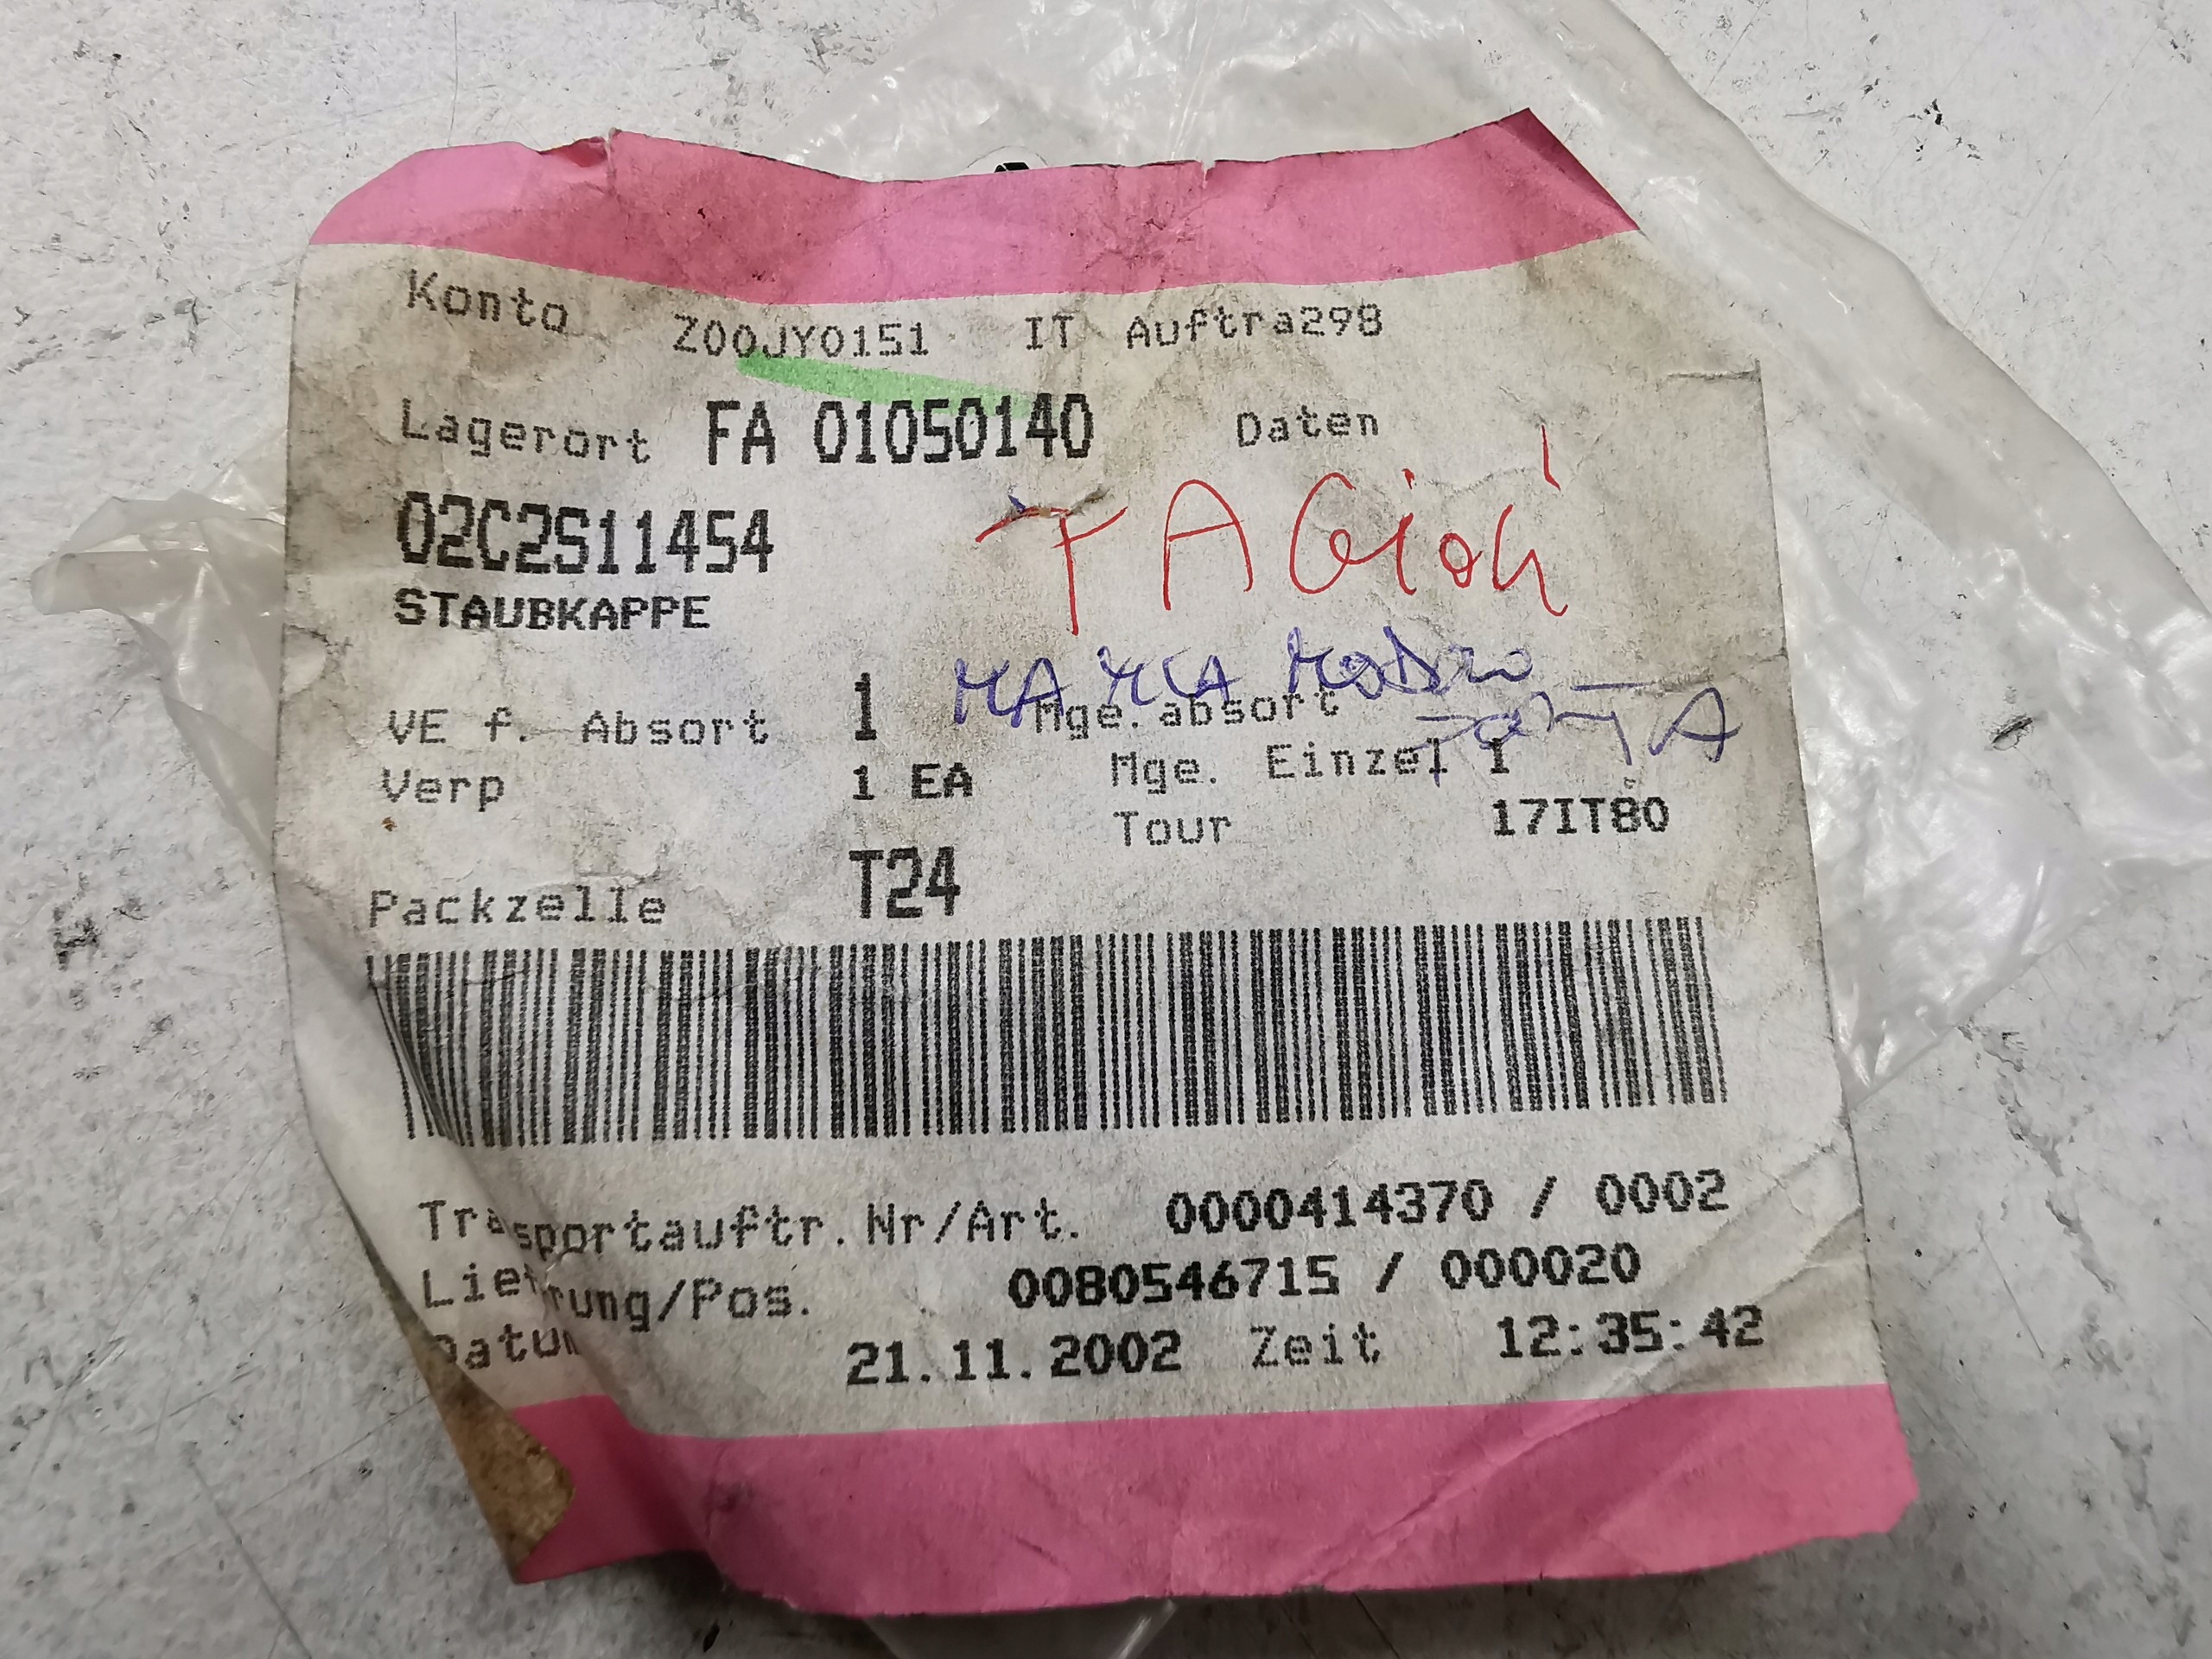 Konto Z00JY0151 IT Auftra298
Lagerort FA 01050140 Daten
02C2S11454
STAUBKAPPE
VE f. Absort 1 Mge.absort
Verp 1 EA Mge. Einzel 1
Tour 17IT80
Packzelle T24
Trasportauftr.Nr/Art. 0000414370 / 0002
Lieferung/Pos. 0080546715 / 000020
Datum 21.11.2002 Zeit 12:35:42